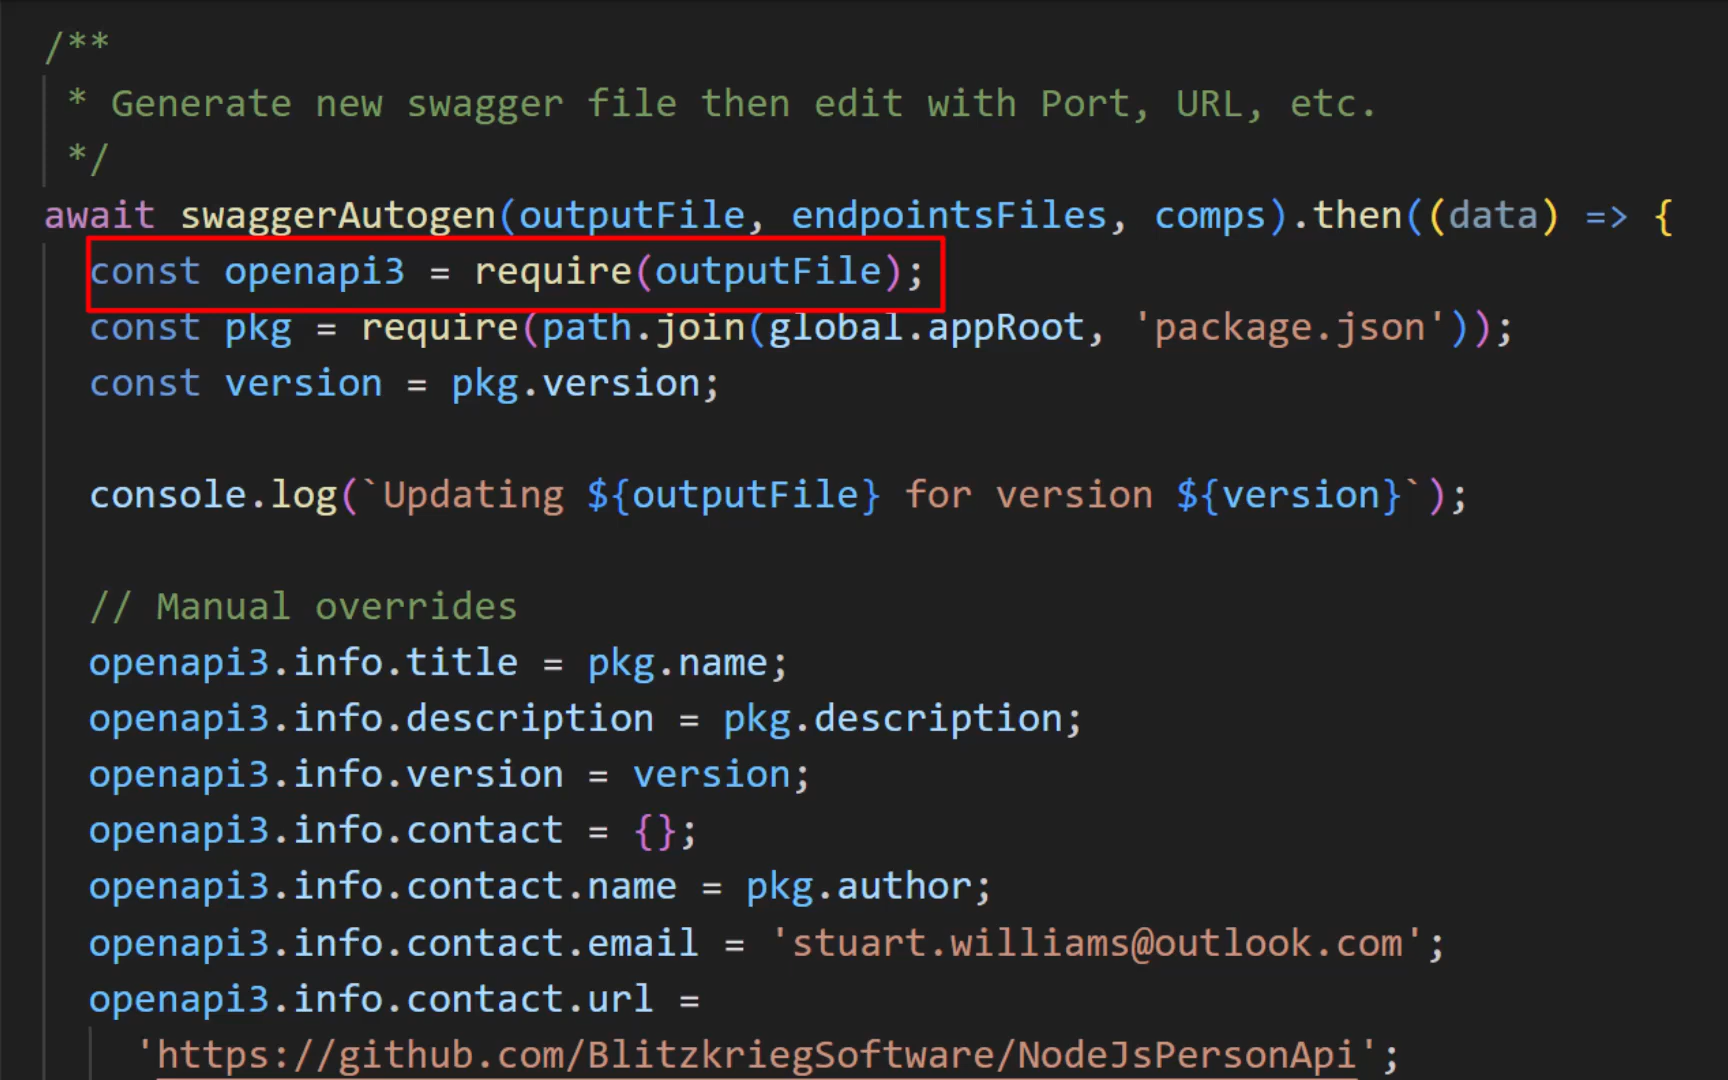 /**
 * Generate new swagger file then edit with Port, URL, etc.
 */
await swaggerAutogen(outputFile, endpointsFiles, comps).then((data) => {
  const openapi3 = require(outputFile);
  const pkg = require(path.join(global.appRoot, 'package.json'));
  const version = pkg.version;

  console.log(`Updating ${outputFile} for version ${version}`);

  // Manual overrides
  openapi3.info.title = pkg.name;
  openapi3.info.description = pkg.description;
  openapi3.info.version = version;
  openapi3.info.contact = {};
  openapi3.info.contact.name = pkg.author;
  openapi3.info.contact.email = 'stuart.williams@outlook.com';
  openapi3.info.contact.url =
    'https://github.com/BlitzkriegSoftware/NodeJsPersonApi';